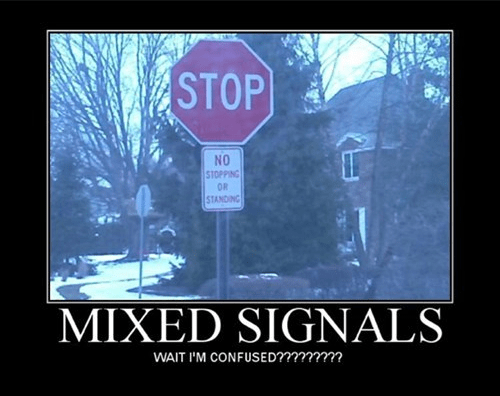 STOP
NO
STOPPING
OR
STANDING
MIXED SIGNALS
WAIT I'M CONFUSED?????????